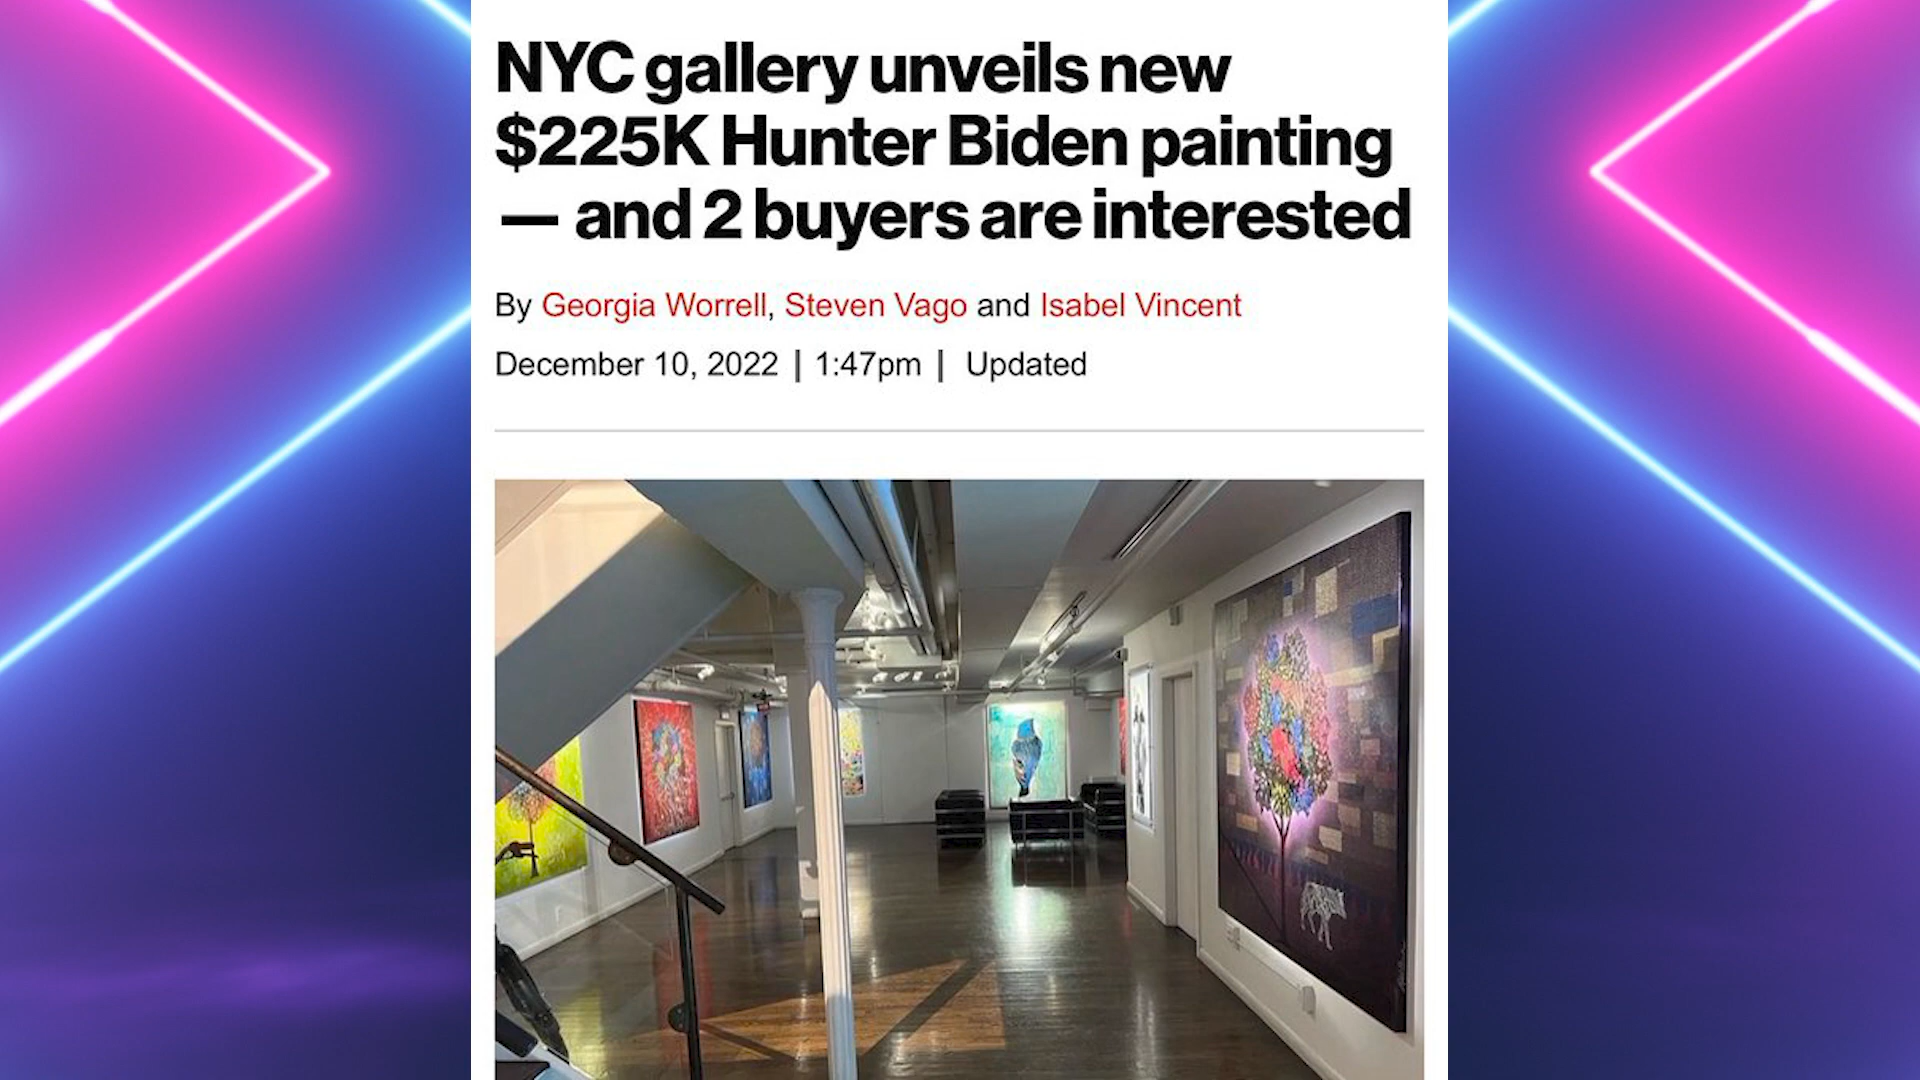 NYC gallery unveils new
$225K Hunter Biden painting
— and 2 buyers are interested
By Georgia Worrell, Steven Vago and Isabel Vincent
December 10, 2022 | 1:47pm | Updated